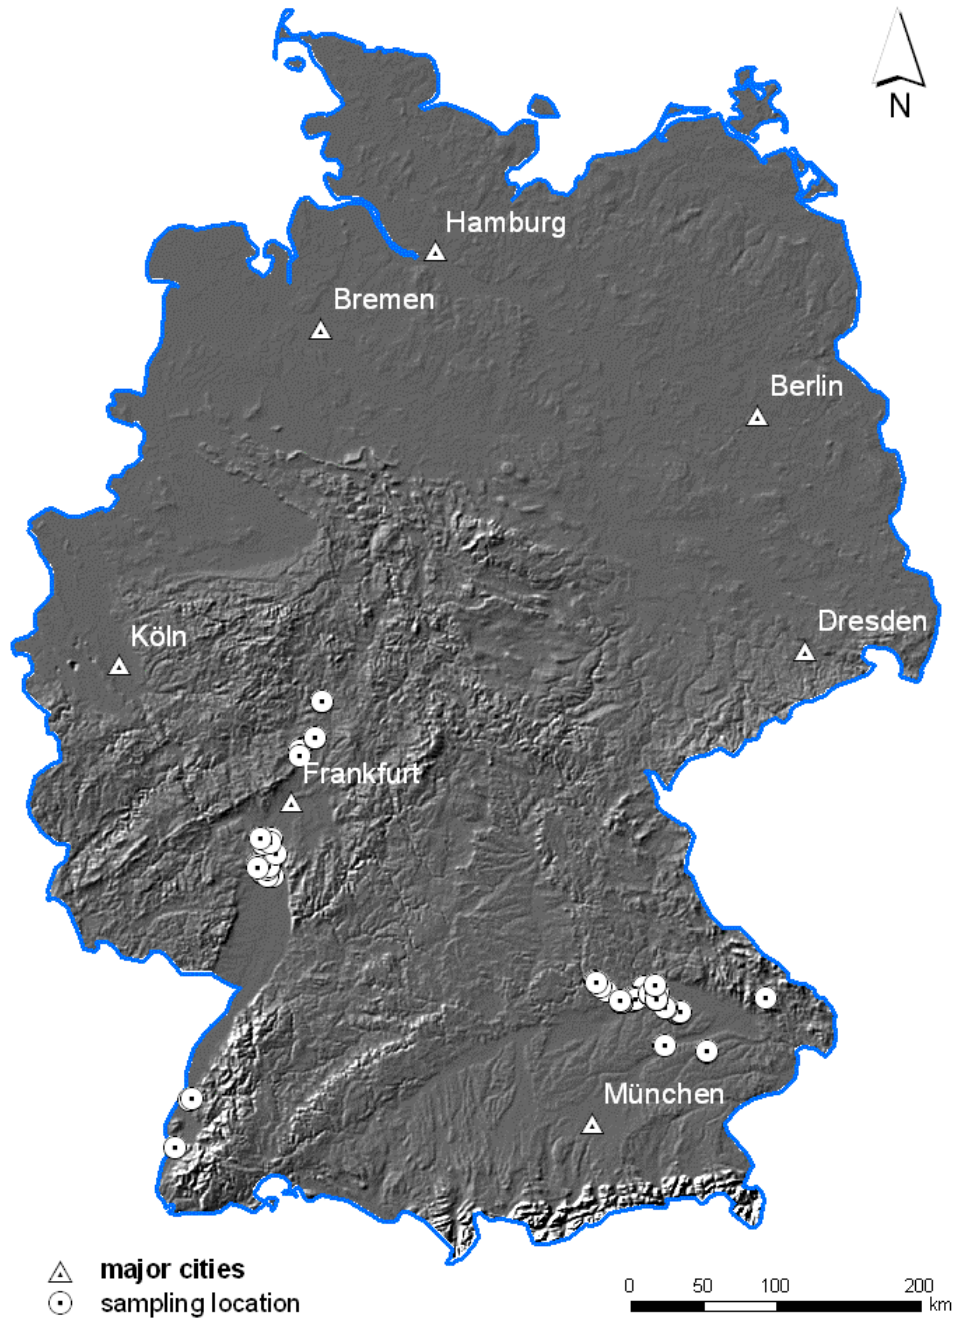 N
Hamburg
Bremen
Berlin
Dresden
Köln
Frankfurt
München
major cities
sampling location
0 50 100 200
km